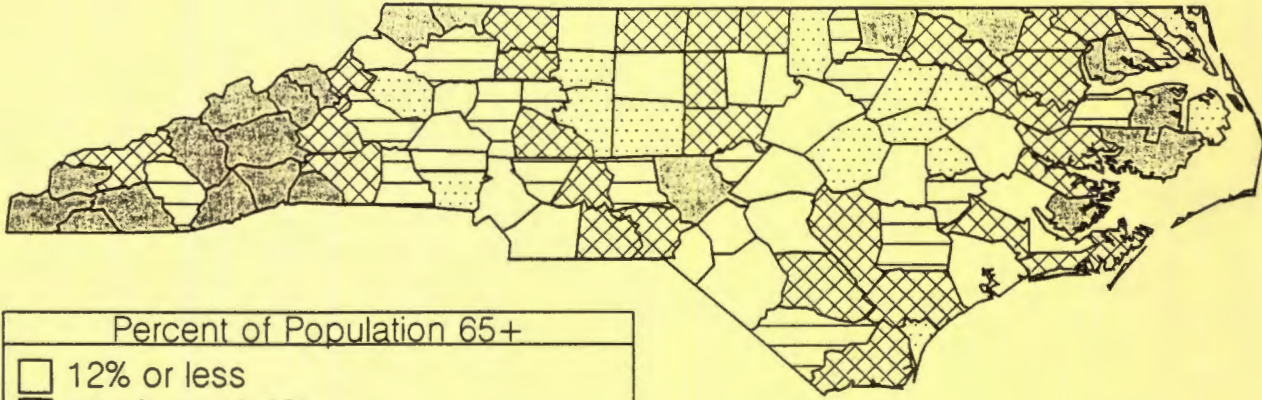 Percent of Population 65+
12% or less